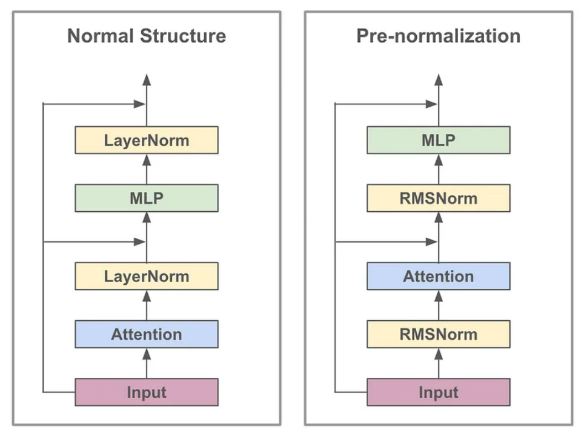 Normal Structure
LayerNorm
MLP
LayerNorm
Attention
Input
Pre-normalization
MLP
RMSNorm
Attention
RMSNorm
Input